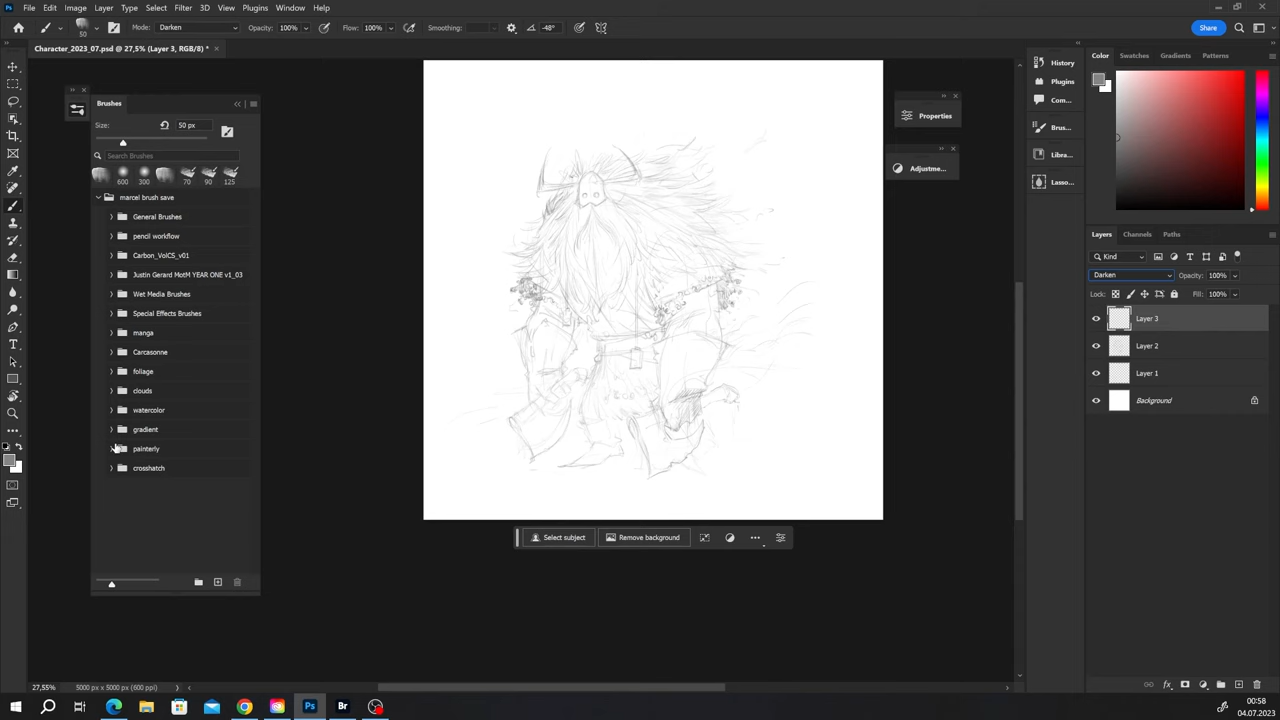 File Edit Image Layer Type Select Filter 3D View Plugins Window Help
50 Mode: Darken Opacity: 100% Flow: 100% Smoothing: -48° Share
Character_2023_07.psd @ 27,5% (Layer 3, RGB/8) *
Brushes
Size: 50 px
Search Brushes
600 300 70 90 125
marcel brush save
General Brushes
pencil workflow
Carbon_VolCS_v01
Justin Gerard MotM YEAR ONE v1_03
Wet Media Brushes
Special Effects Brushes
manga
Carcasonne
foliage
clouds
watercolor
gradient
painterly
crosshatch
Select subject Remove background
Properties
Adjustme...
History
Plugins
Com...
Brus...
Libra...
Lasso...
Color Swatches Gradients Patterns
Layers Channels Paths
Kind
Darken Opacity: 100%
Lock: Fill: 100%
Layer 3
Layer 2
Layer 1
Background
27,55% 5000 px x 5000 px (600 ppi)
00:58
04.07.2023